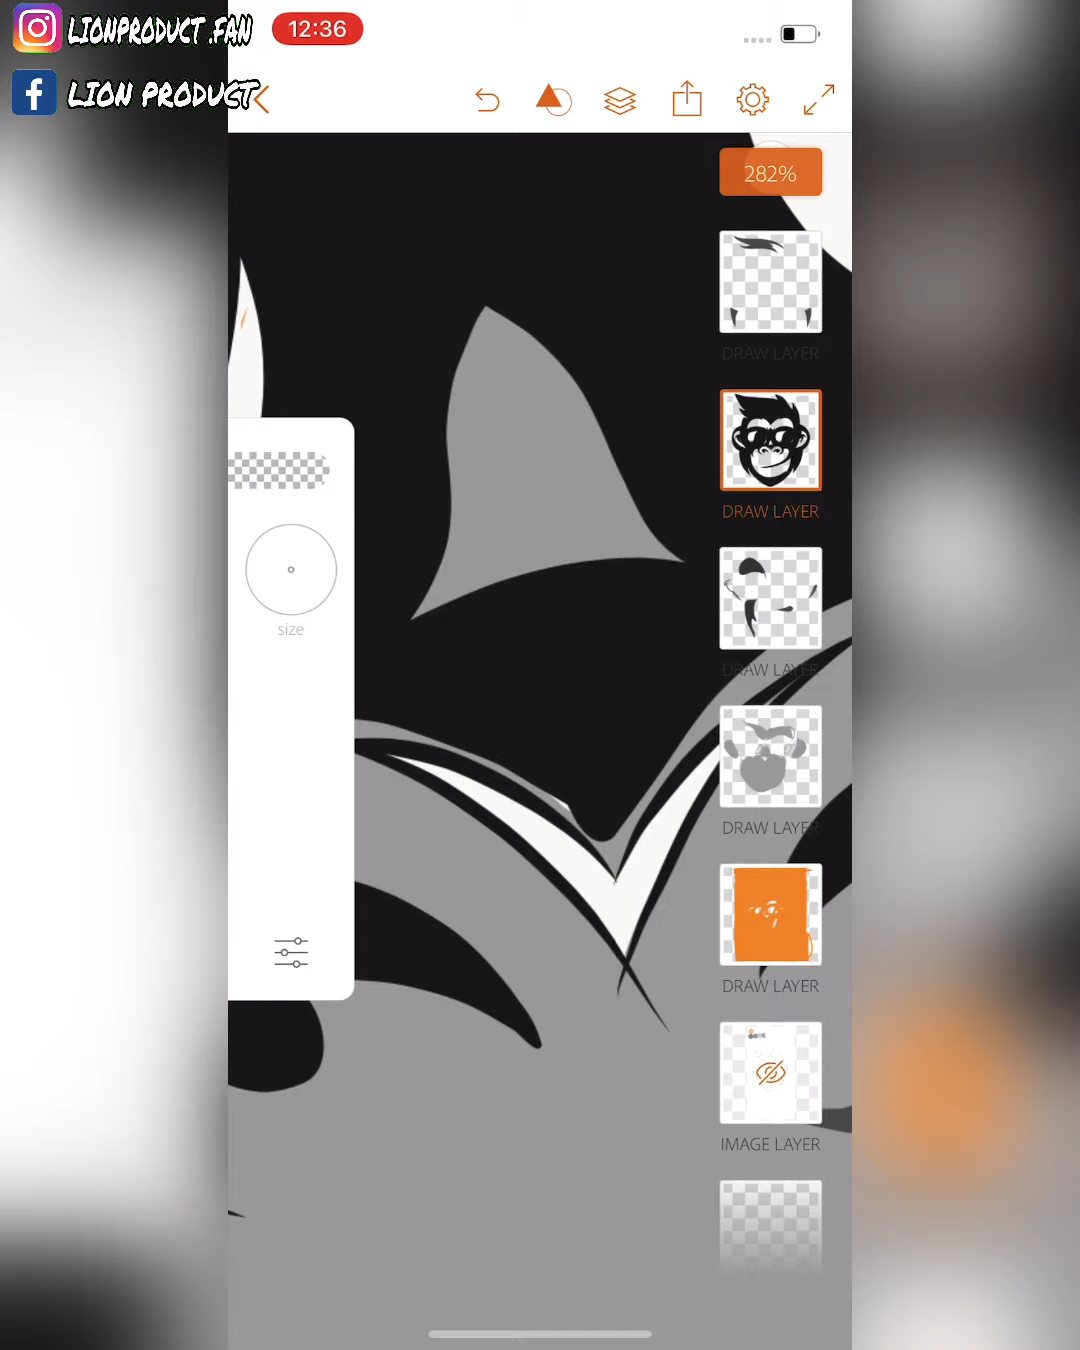 LIONPRODUCT.FAN
12:36
LION PRODUCT
282%
DRAW LAYER
DRAW LAYER
size
DRAW LAYER
DRAW LAYER
DRAW LAYER
IMAGE LAYER